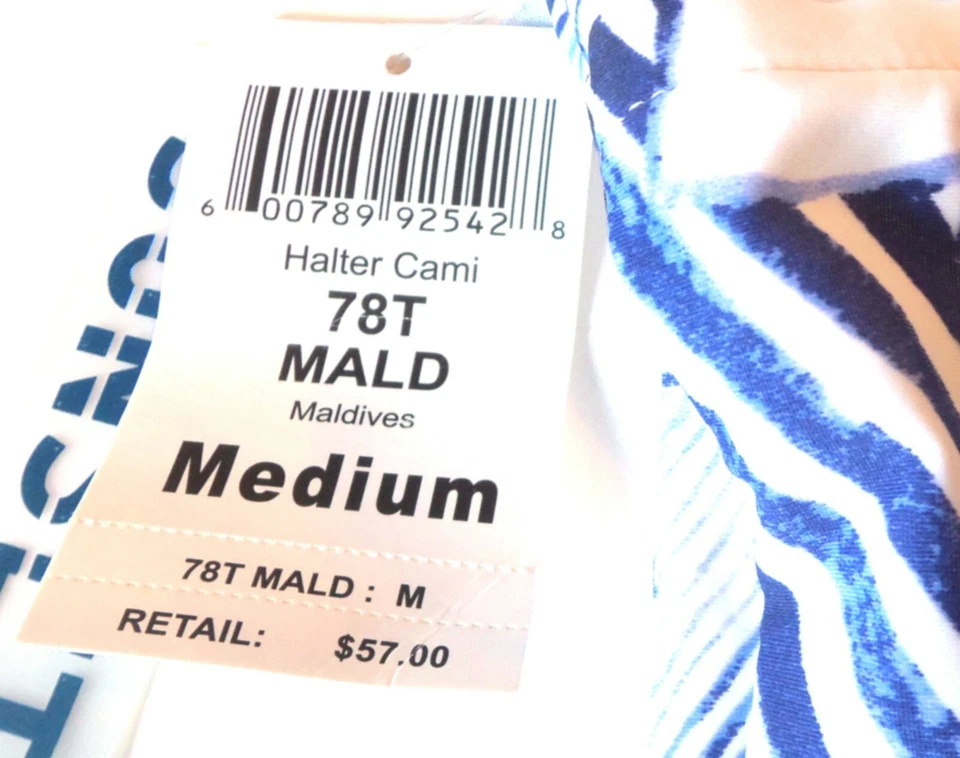 6 00789 92542 8
Halter Cami
78T
MALD
Maldives
Medium
78T MALD : M
RETAIL: $57.00